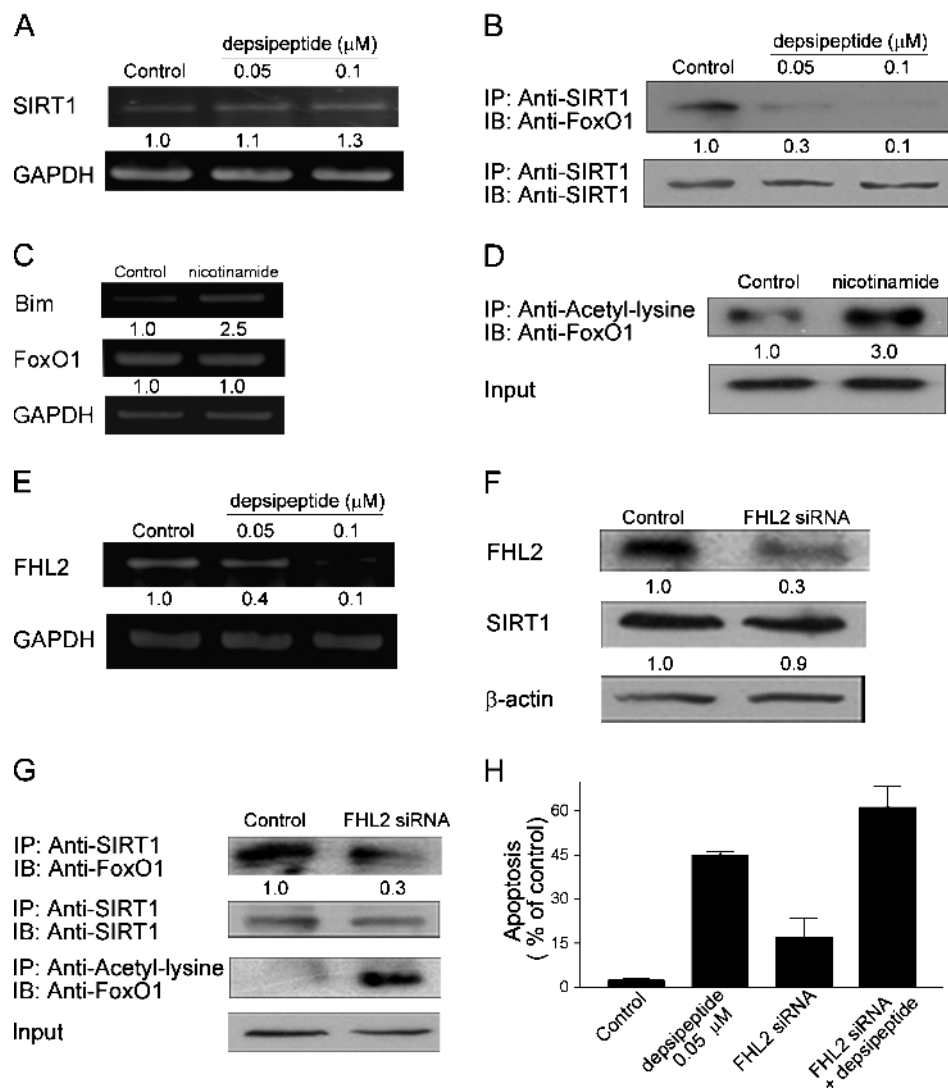 A
depsipeptide (μM)
Control 0.05 0.1
SIRT1
1.0 1.1 1.3
GAPDH
B
depsipeptide (μM)
Control 0.05 0.1
IP: Anti-SIRT1
IB: Anti-FoxO1
1.0 0.3 0.1
IP: Anti-SIRT1
IB: Anti-SIRT1
C
Control nicotinamide
Bim
1.0 2.5
FoxO1
1.0 1.0
GAPDH
D
Control nicotinamide
IP: Anti-Acetyl-lysine
IB: Anti-FoxO1
1.0 3.0
Input
E
depsipeptide (μM)
Control 0.05 0.1
FHL2
1.0 0.4 0.1
GAPDH
F
Control FHL2 siRNA
FHL2
1.0 0.3
SIRT1
1.0 0.9
β-actin
G
Control FHL2 siRNA
IP: Anti-SIRT1
IB: Anti-FoxO1
1.0 0.3
IP: Anti-SIRT1
IB: Anti-SIRT1
IP: Anti-Acetyl-lysine
IB: Anti-FoxO1
Input
H
Apoptosis
( % of control)
60
45
30
15
0
Control
depsipeptide
0.05 μM
FHL2 siRNA
FHL2 siRNA
+ depsipeptide